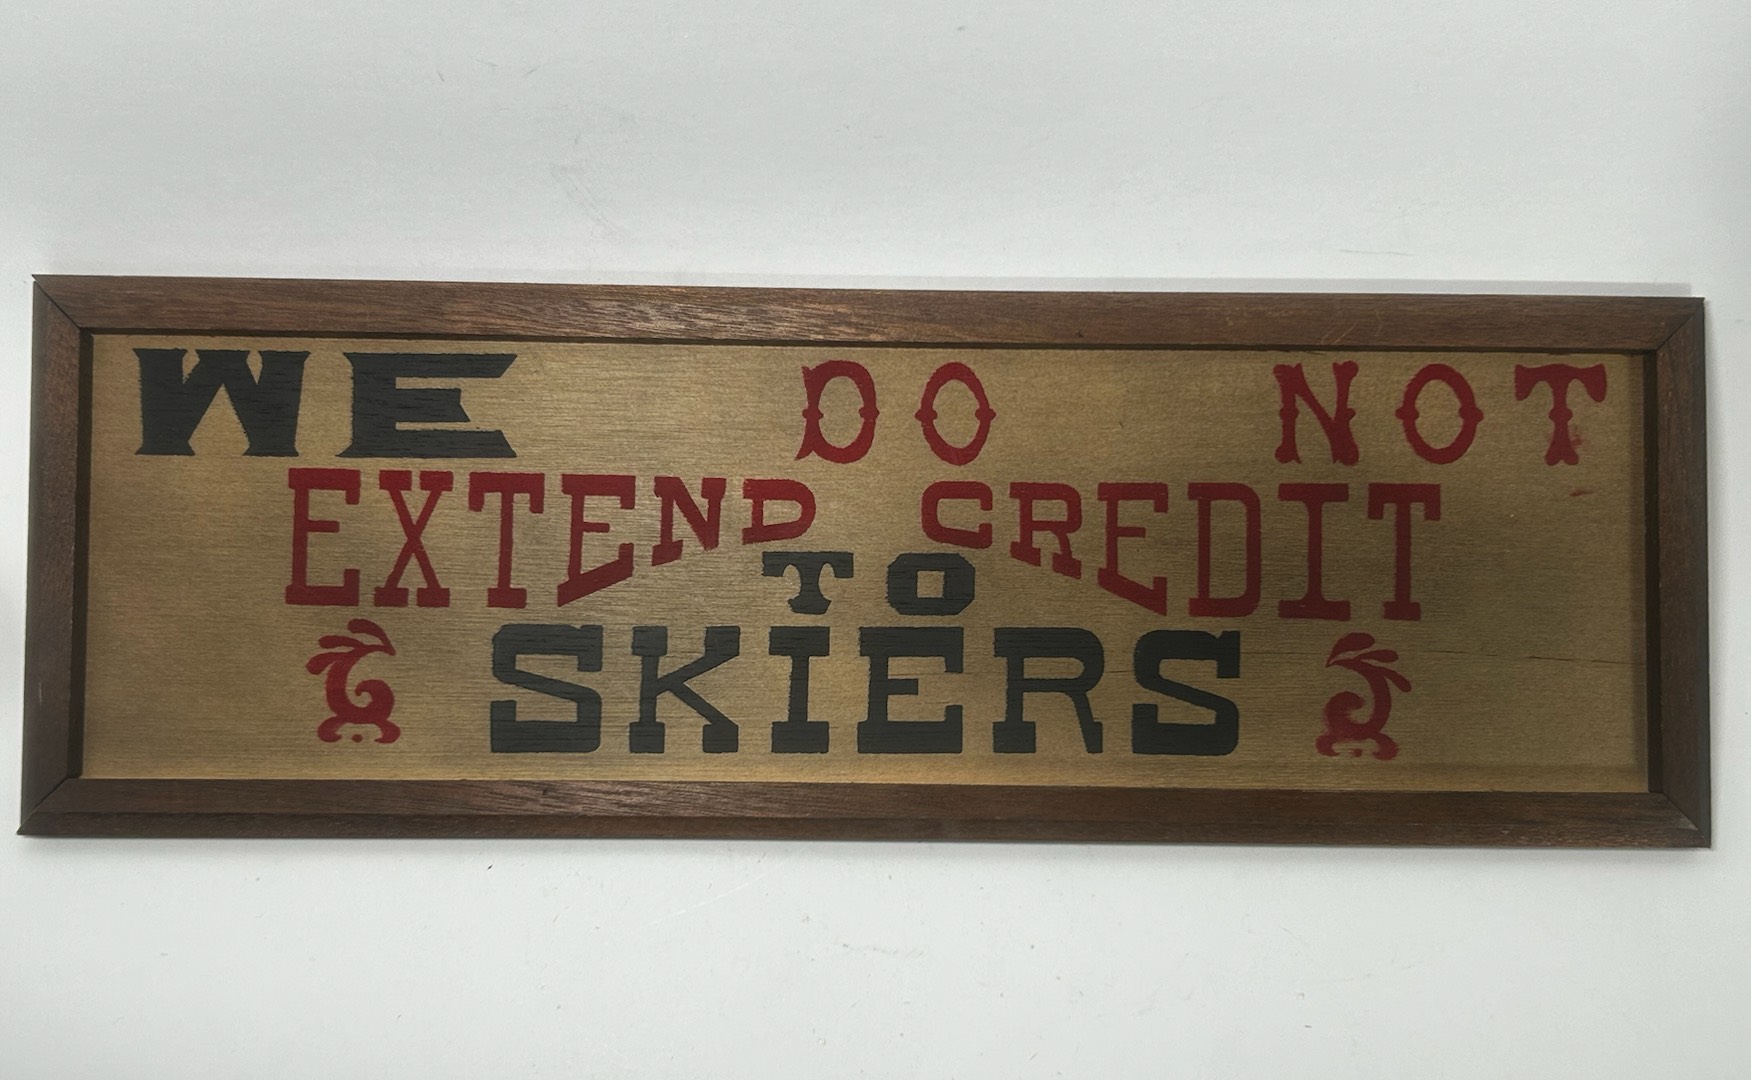 WE DO NOT
EXTEND CREDIT
TO
SKIERS